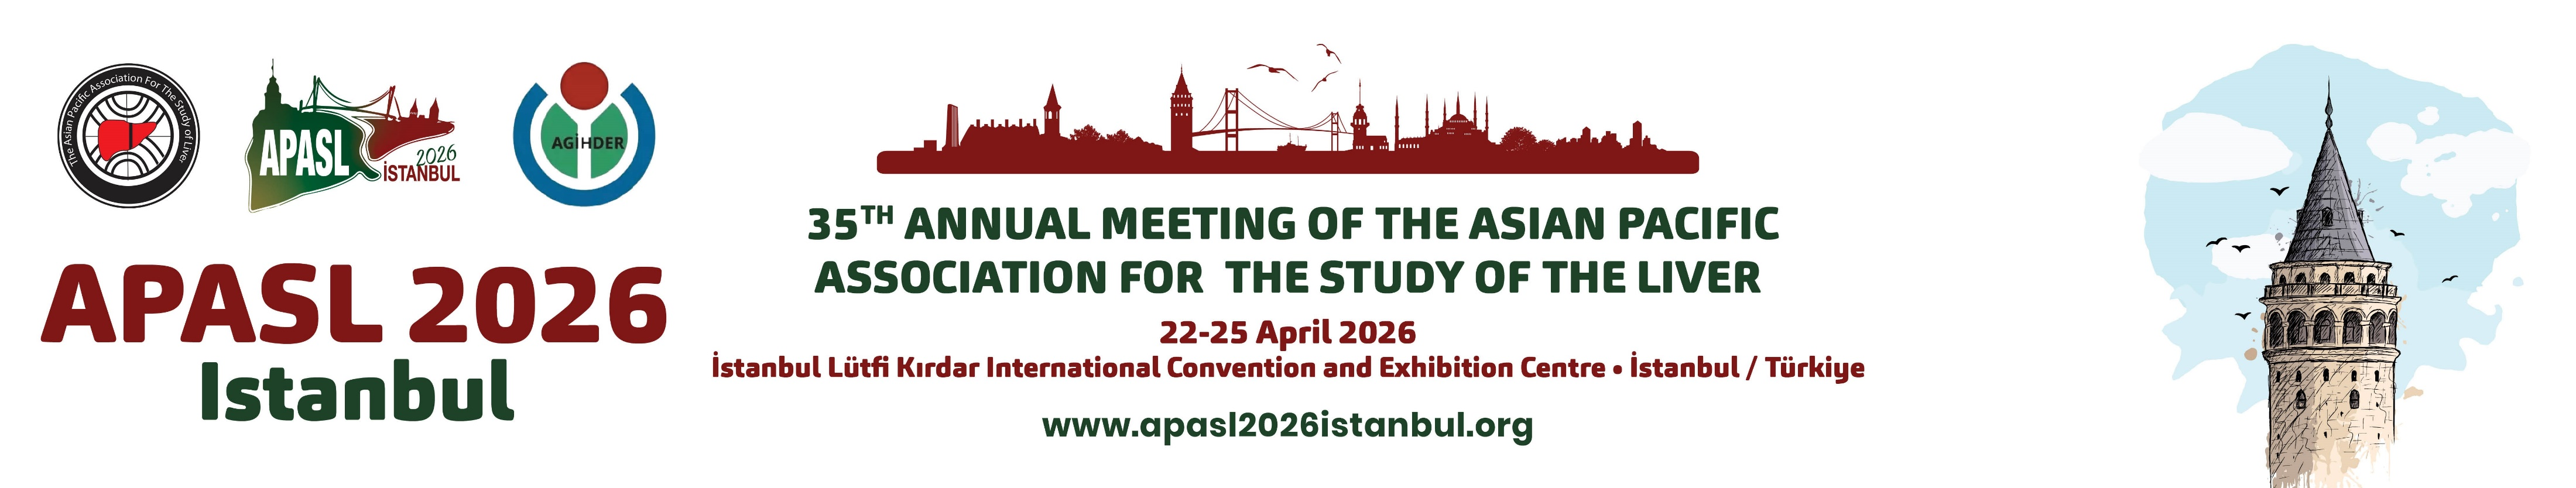 The Asian Pacific Association For The Study of Liver
APASL
2026
İSTANBUL
AGİHDER
APASL 2026
Istanbul
35TH ANNUAL MEETING OF THE ASIAN PACIFIC
ASSOCIATION FOR THE STUDY OF THE LIVER
22-25 April 2026
İstanbul Lütfi Kırdar International Convention and Exhibition Centre • İstanbul / Türkiye
www.apasl2026istanbul.org